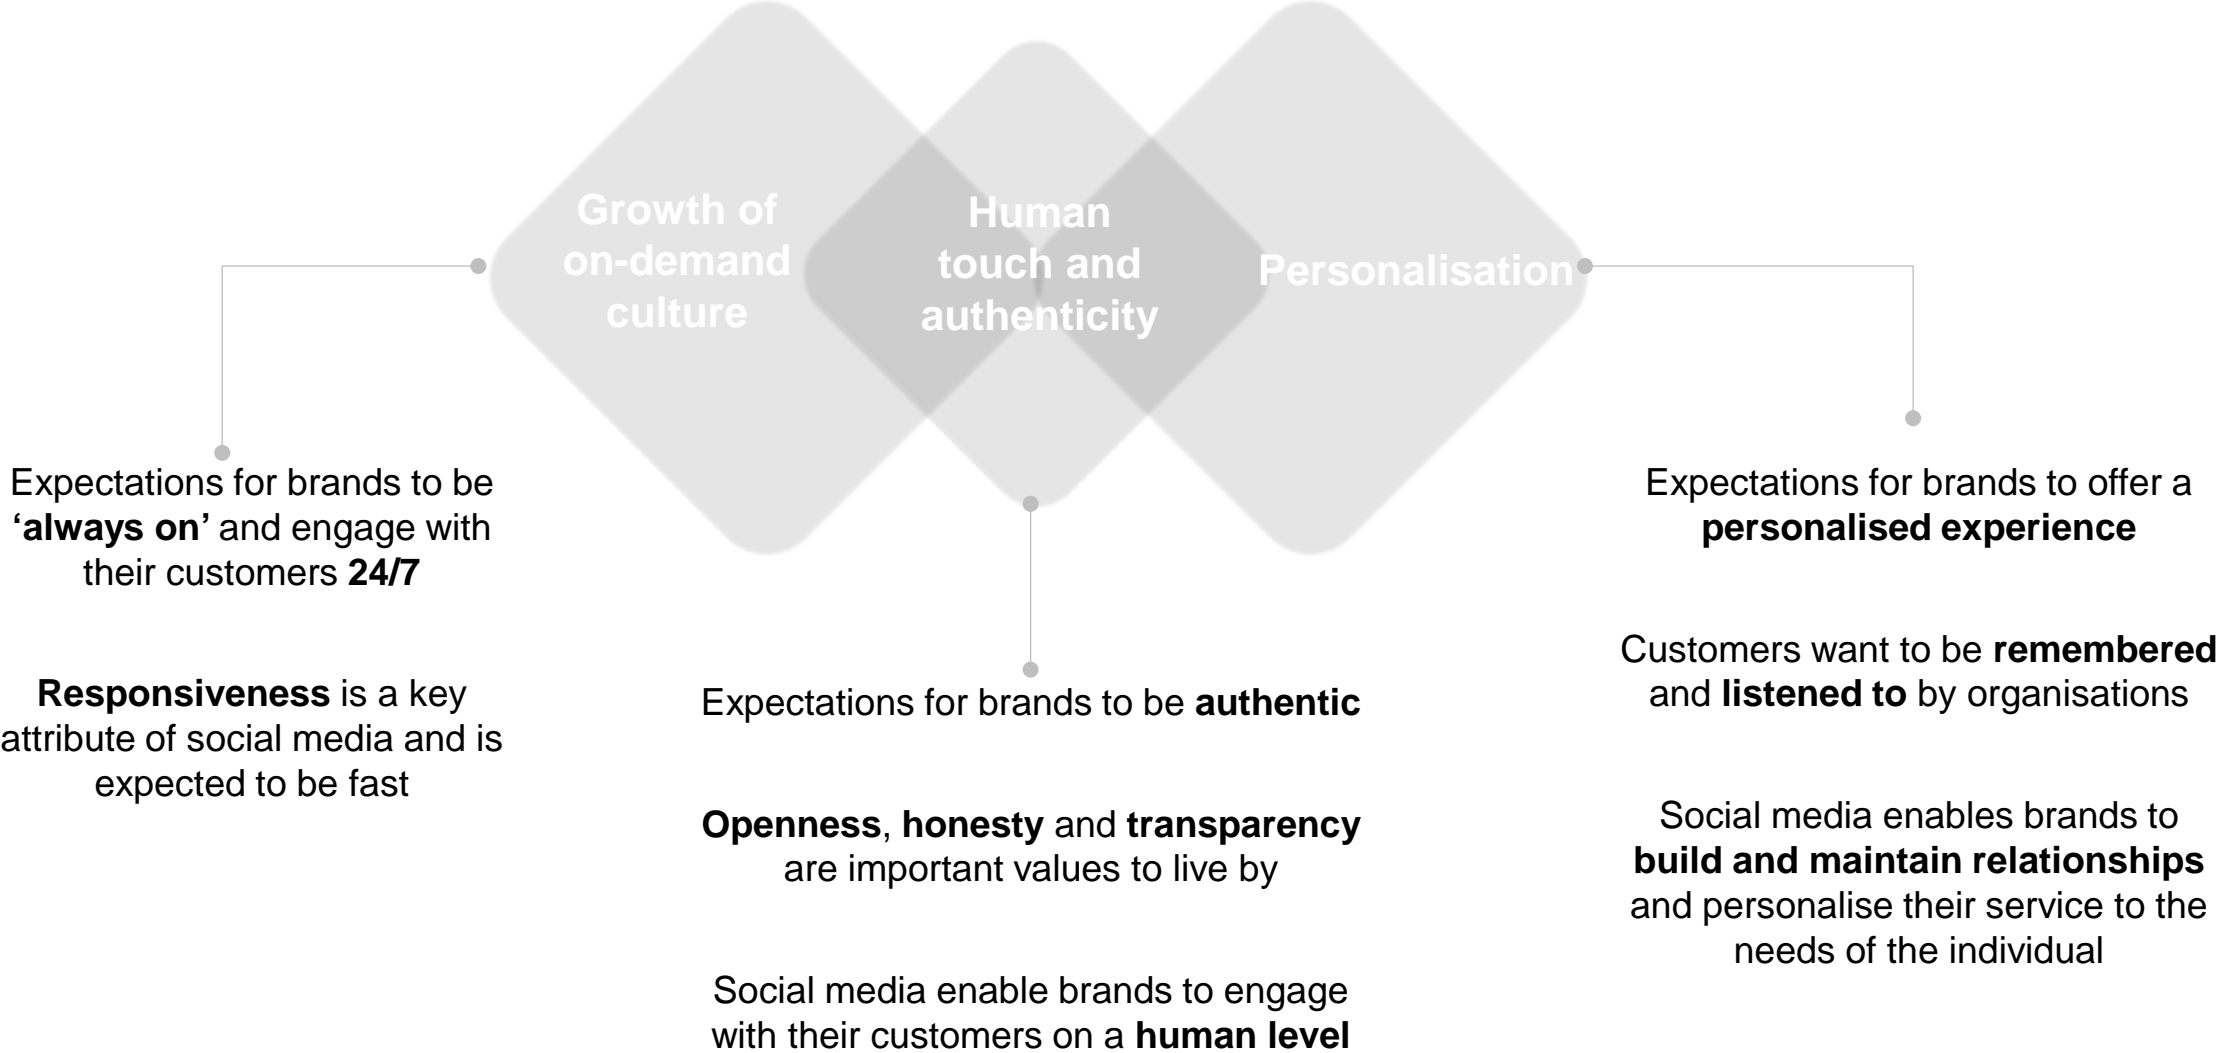 Growth of
on-demand
culture
Human
touch and
authenticity
Personalisation
Expectations for brands to be
‘always on’ and engage with
their customers 24/7
Responsiveness is a key
attribute of social media and is
expected to be fast
Expectations for brands to be authentic
Openness, honesty and transparency
are important values to live by
Social media enable brands to engage
with their customers on a human level
Expectations for brands to offer a
personalised experience
Customers want to be remembered
and listened to by organisations
Social media enables brands to
build and maintain relationships
and personalise their service to the
needs of the individual